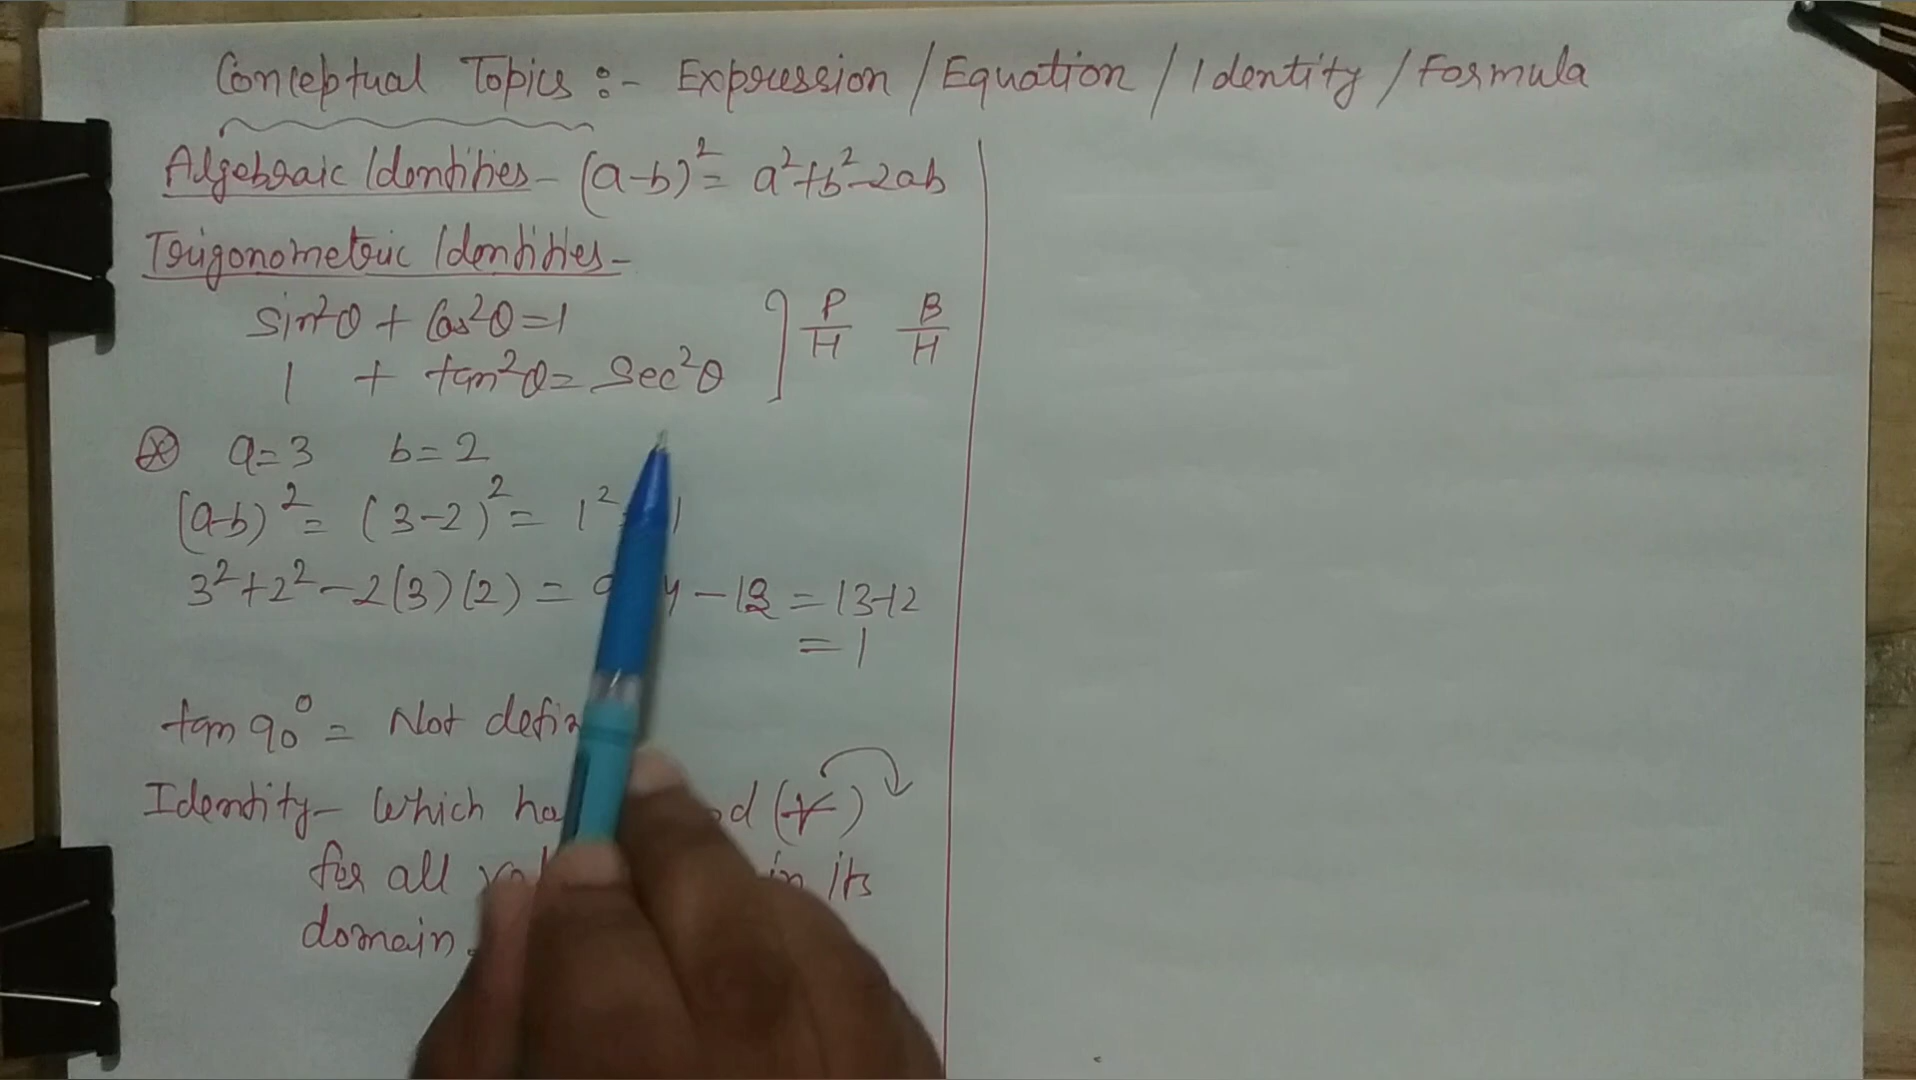 Conceptual Topics :- Expression / Equation / Identity / Formula
Algebraic Identities - (a-b)² = a²+b²-2ab
Trigonometric Identities -
sin²θ + Cos²θ = 1
1 + tan²θ = Sec²θ
P/H B/H
a = 3 b = 2
(a-b)² = (3-2)² = 1² 1
3²+2²-2(3)(2) = 4 - 12 = 13-12
= 1
tan 90° = Not
Identity - Which
for all in its
domain.